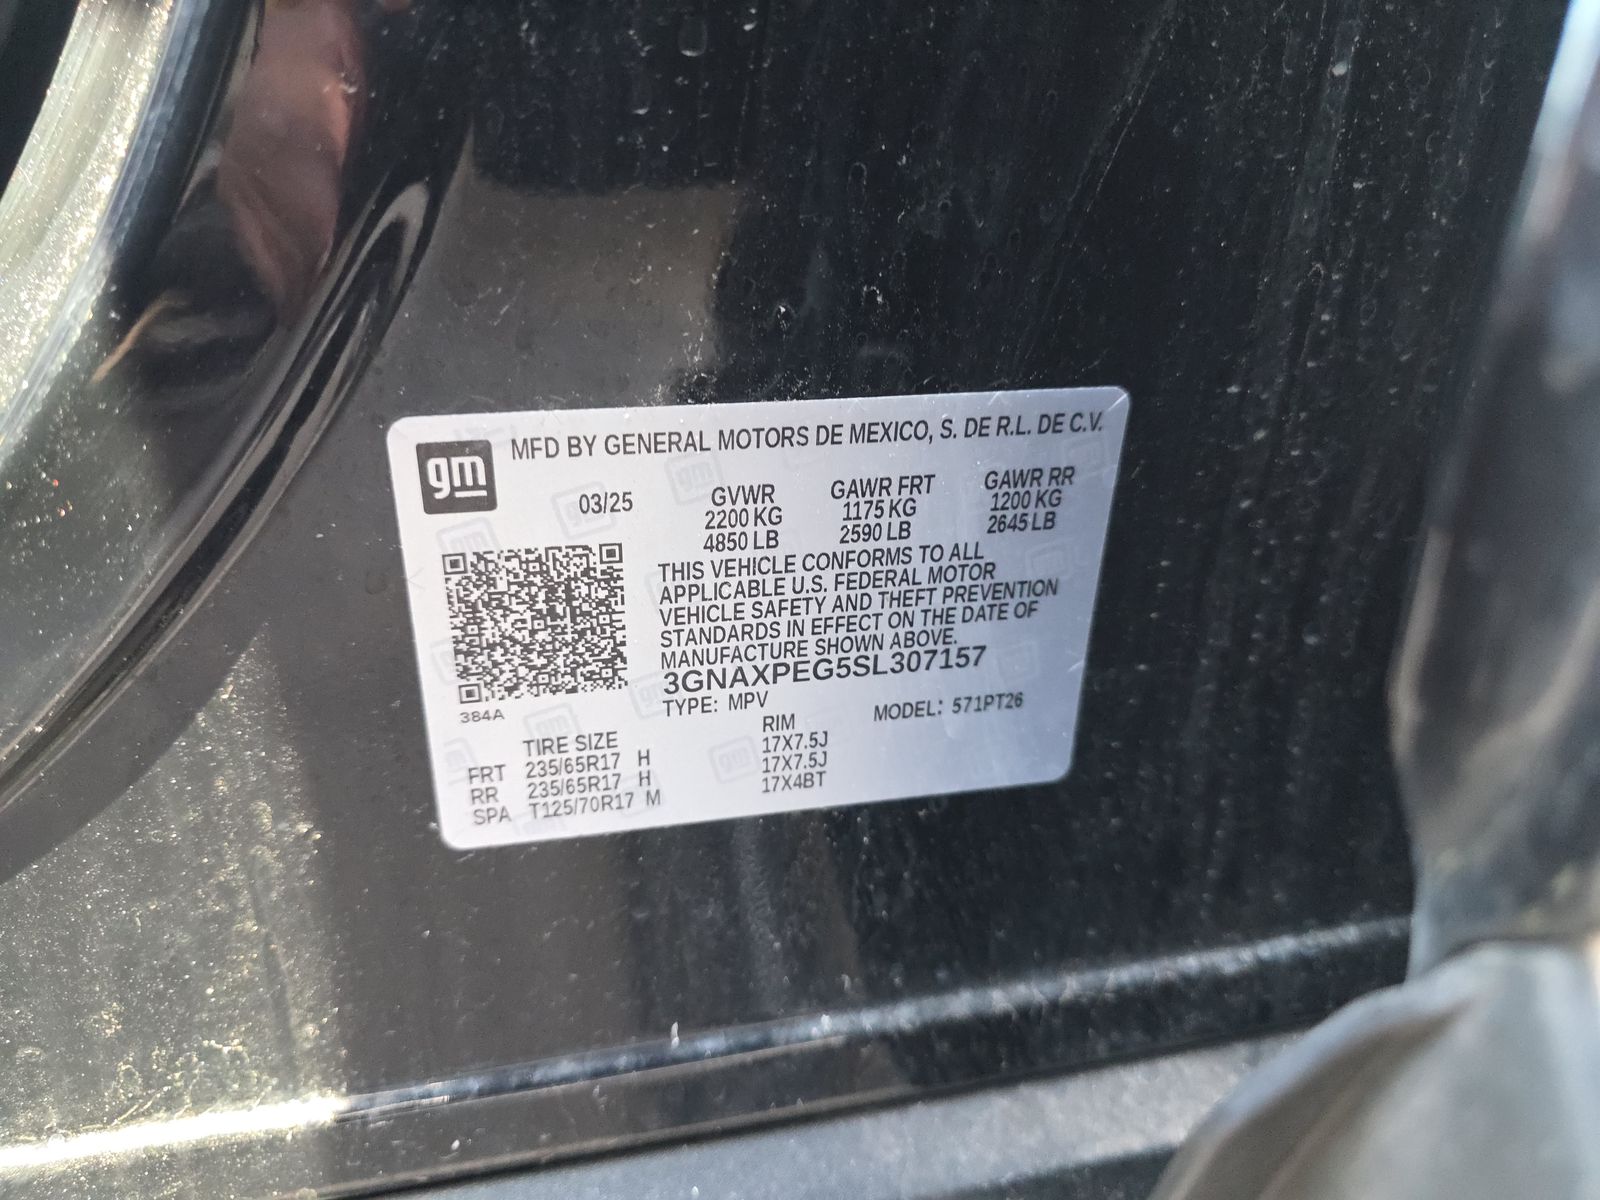 gm
MFD BY GENERAL MOTORS DE MEXICO, S. DE R.L. DE C.V.
03/25
GVWR GAWR FRT GAWR RR
2200 KG 1175 KG 1200 KG
4850 LB 2590 LB 2645 LB
THIS VEHICLE CONFORMS TO ALL
APPLICABLE U.S. FEDERAL MOTOR
VEHICLE SAFETY AND THEFT PREVENTION
STANDARDS IN EFFECT ON THE DATE OF
MANUFACTURE SHOWN ABOVE.
3GNAXPEG5SL307157
384A
TYPE: MPV MODEL: 571PT26
TIRE SIZE RIM
FRT 235/65R17 H 17X7.5J
RR 235/65R17 H 17X7.5J
SPA T125/70R17 M 17X4BT